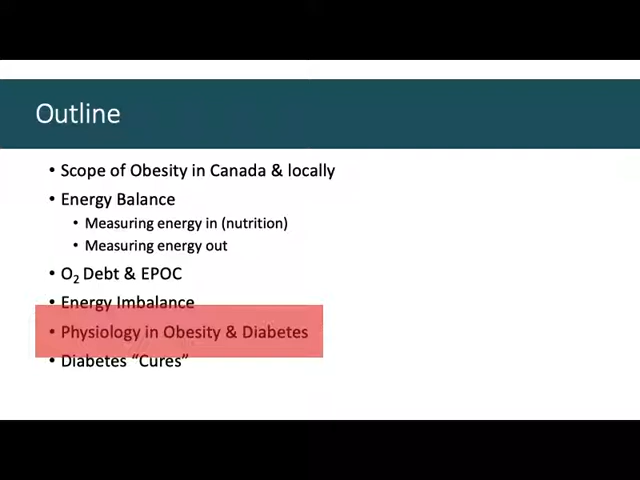 Outline
• Scope of Obesity in Canada & locally
• Energy Balance
• Measuring energy in (nutrition)
• Measuring energy out
• O₂ Debt & EPOC
• Energy Imbalance
• Physiology in Obesity & Diabetes
• Diabetes “Cures”